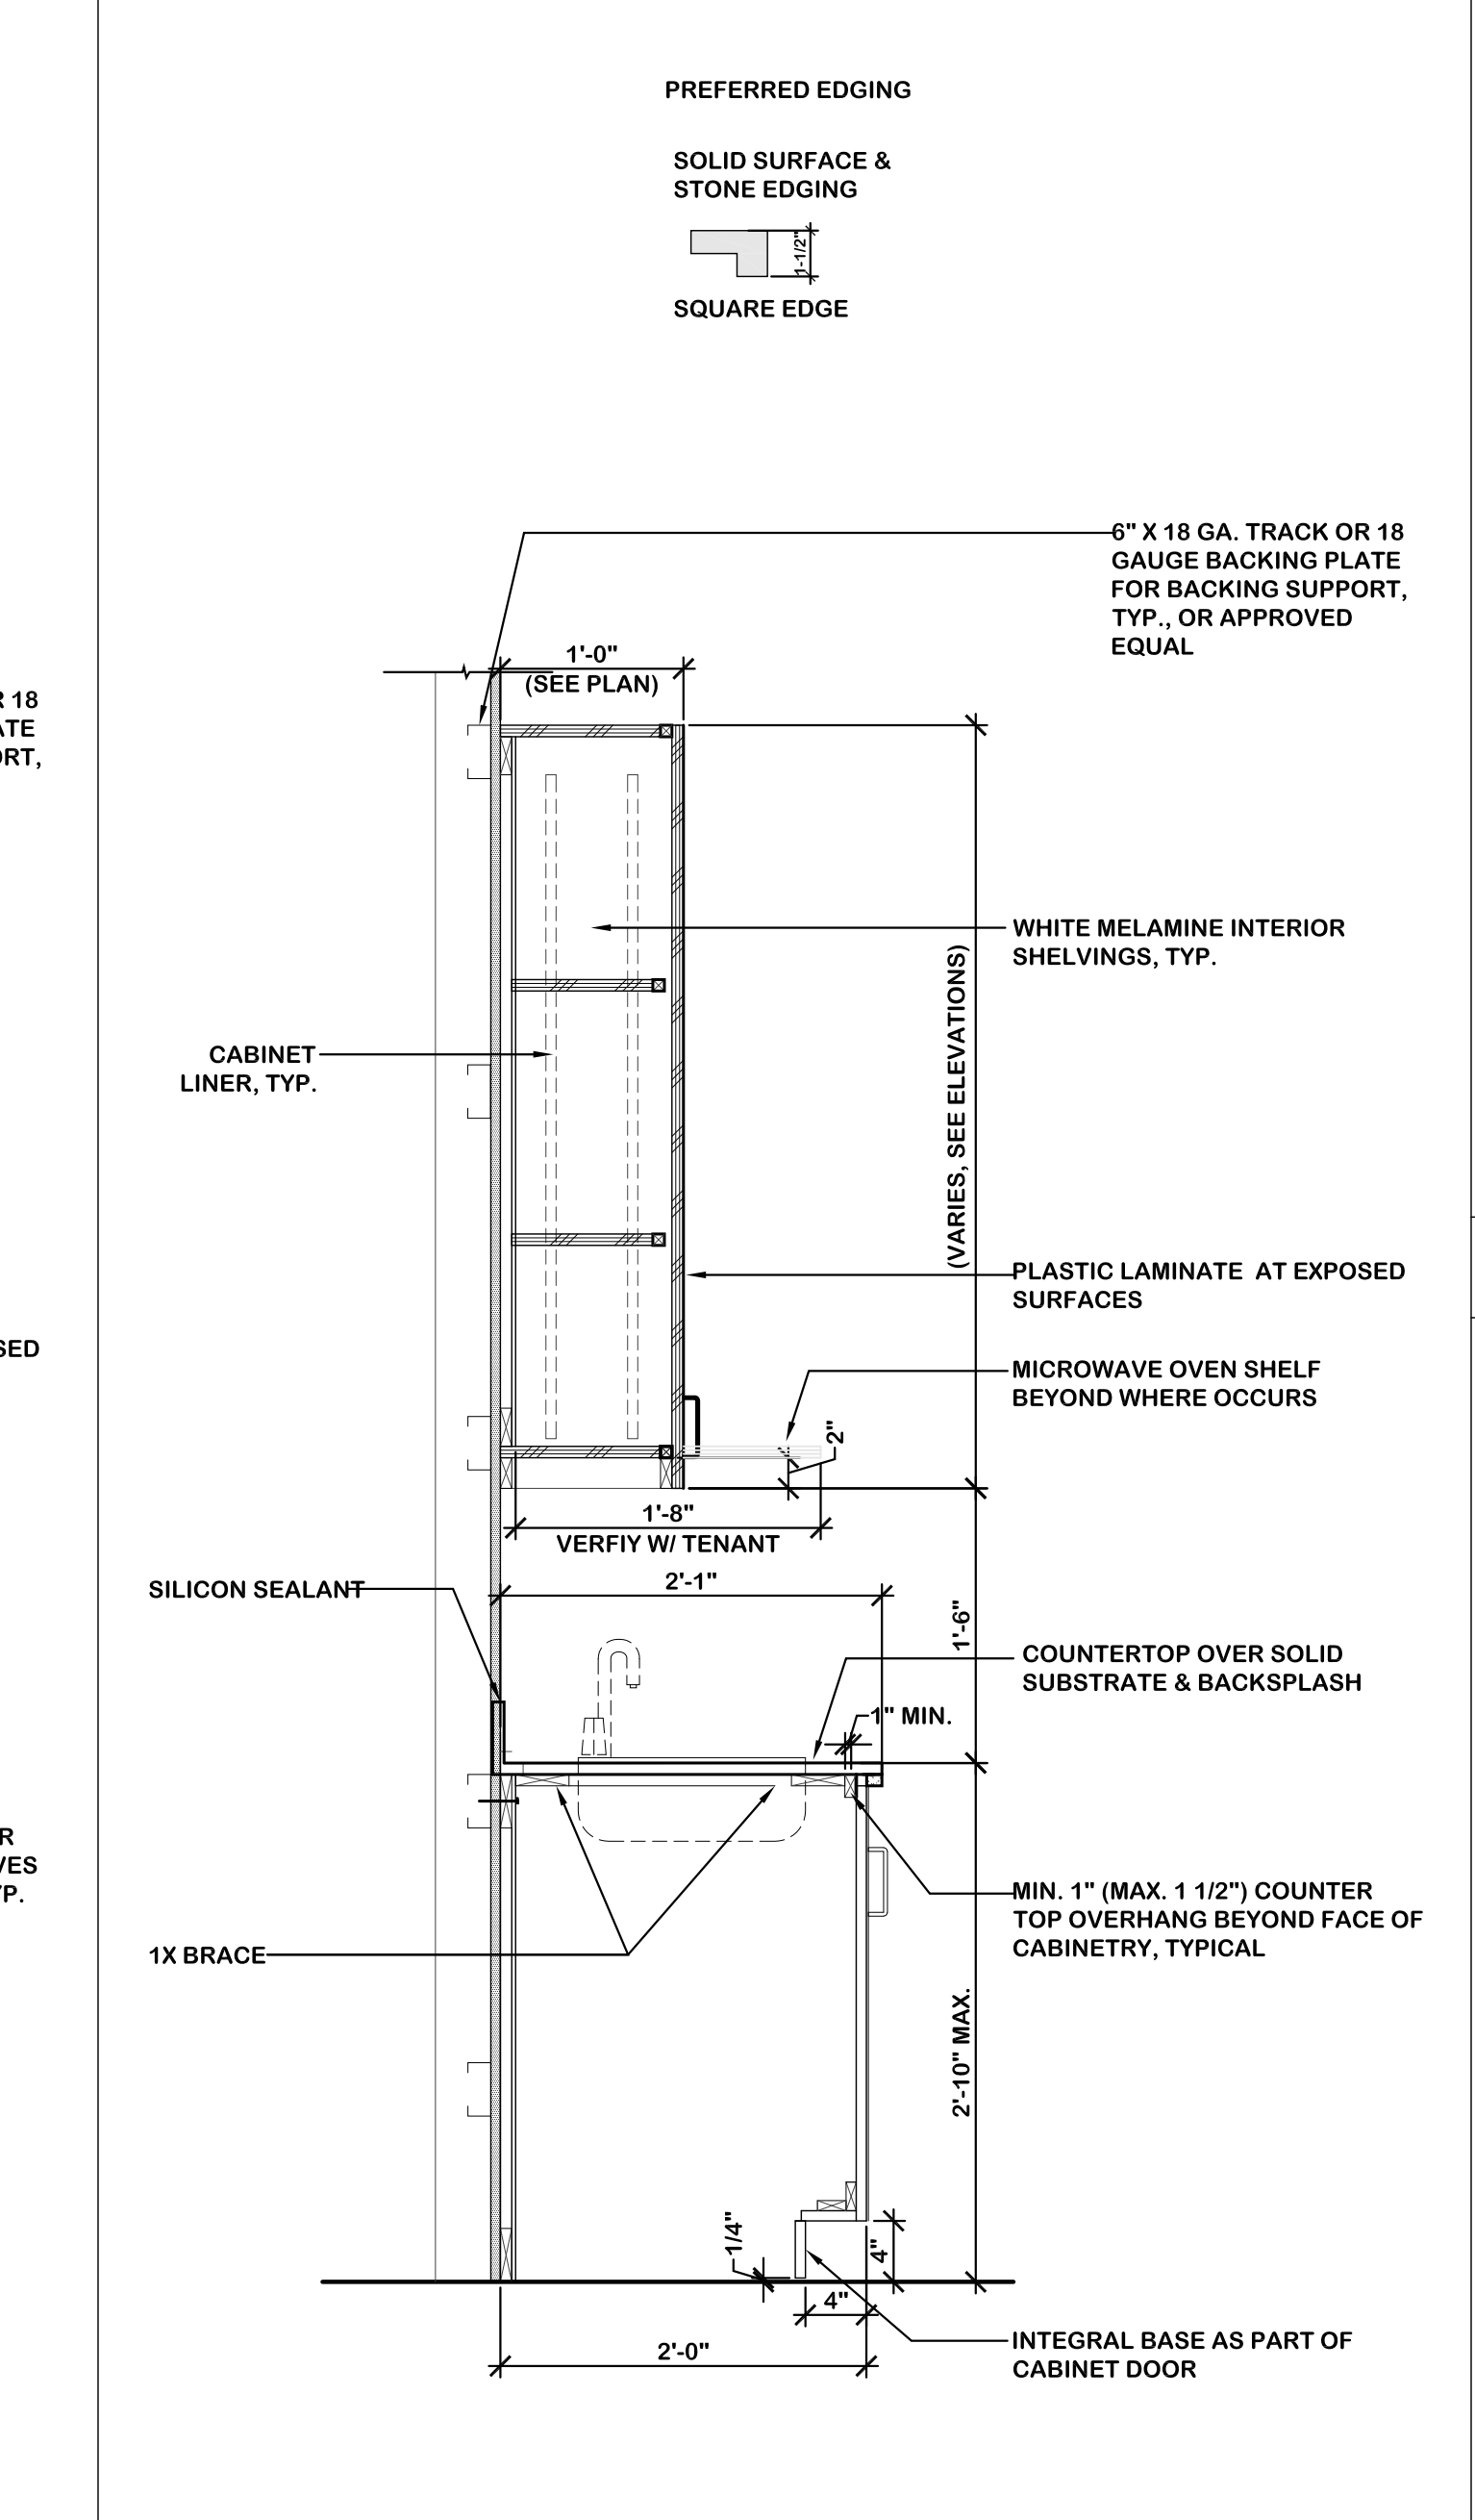 PREFERRED EDGING
SOLID SURFACE &
STONE EDGING
1-1/2"
SQUARE EDGE
6" X 18 GA. TRACK OR 18
GAUGE BACKING PLATE
FOR BACKING SUPPORT,
TYP., OR APPROVED
EQUAL
1'-0"
(SEE PLAN)
R 18
ATE
ORT,
WHITE MELAMINE INTERIOR
SHELVINGS, TYP.
(VARIES, SEE ELEVATIONS)
CABINET
LINER, TYP.
PLASTIC LAMINATE AT EXPOSED
SURFACES
SED
MICROWAVE OVEN SHELF
BEYOND WHERE OCCURS
2"
1'-8"
VERFIY W/ TENANT
SILICON SEALANT
2'-1"
1'-6"
COUNTERTOP OVER SOLID
SUBSTRATE & BACKSPLASH
1" MIN.
R
VES
YP.
MIN. 1" (MAX. 1 1/2") COUNTER
TOP OVERHANG BEYOND FACE OF
CABINETRY, TYPICAL
1X BRACE
2'-10" MAX.
1/4"
4"
4"
INTEGRAL BASE AS PART OF
CABINET DOOR
2'-0"